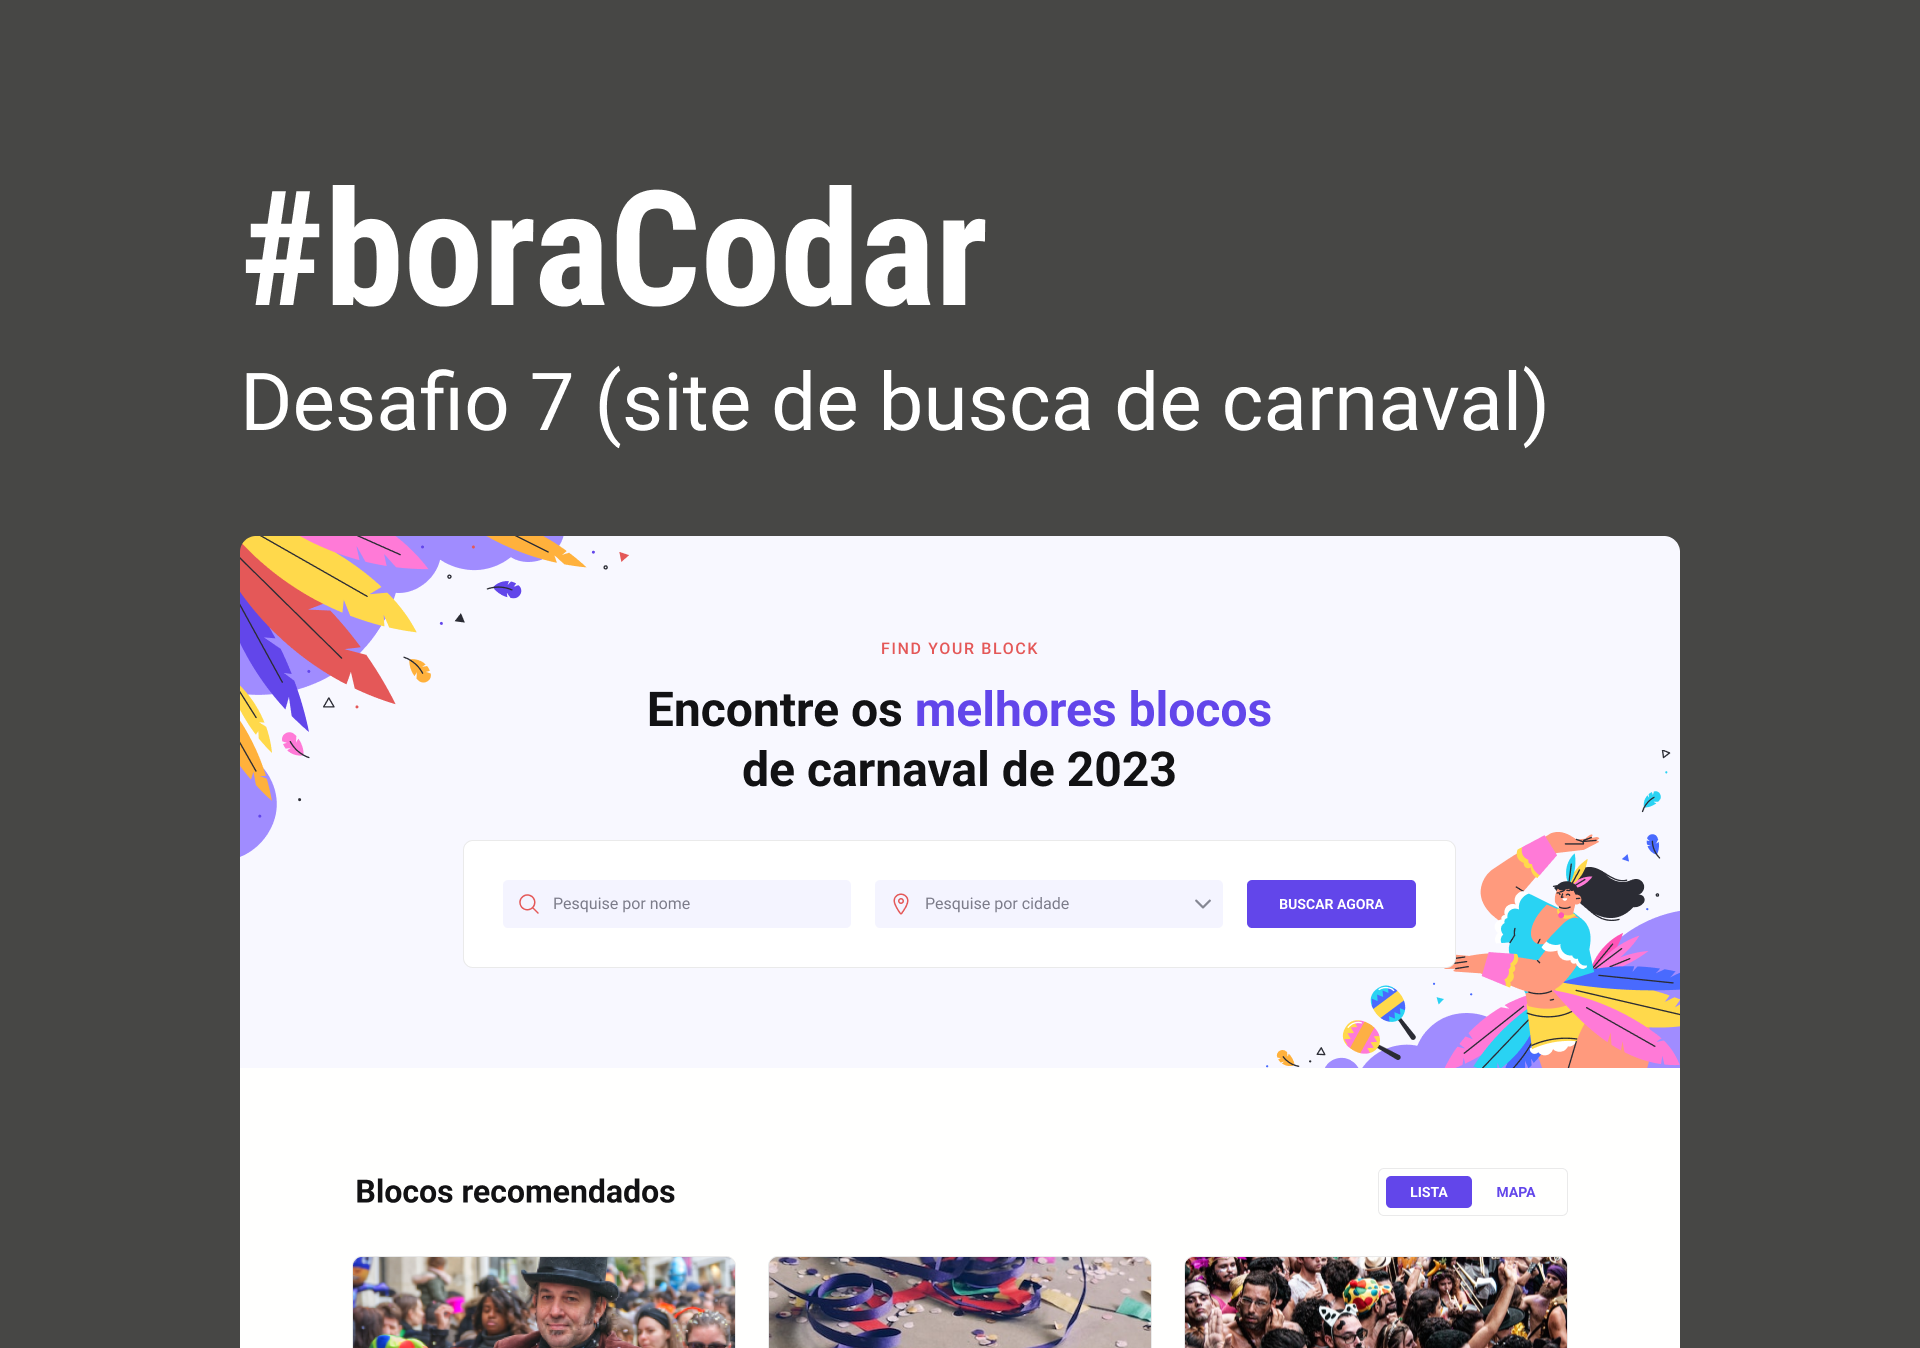 #boraCodar
Desafio 7 (site de busca de carnaval)
FIND YOUR BLOCK
Encontre os melhores blocos
de carnaval de 2023
Pesquise por nome
Pesquise por cidade
BUSCAR AGORA
Blocos recomendados
LISTA
MAPA